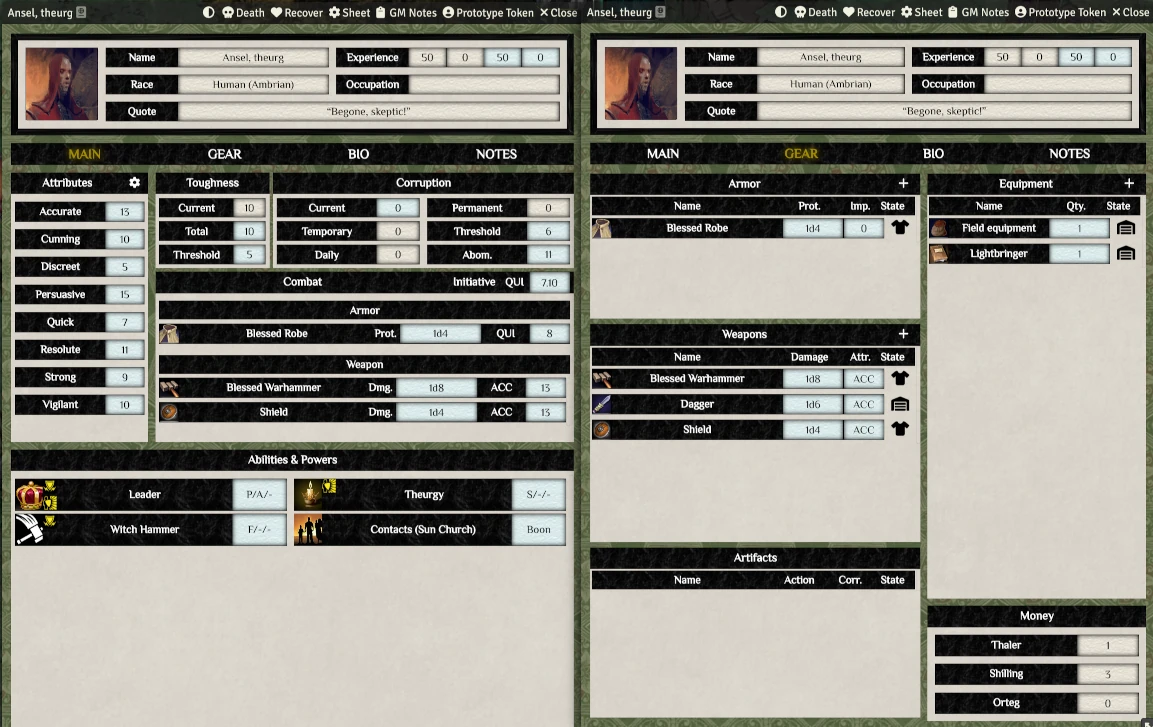 Ansel, theurg Death Recover Sheet GM Notes Prototype Token Close
Name Ansel, theurg Experience 50 0 50 0
Race Human (Ambrian) Occupation
Quote “Begone, skeptic!”
MAIN GEAR BIO NOTES
Attributes
Accurate 13
Cunning 10
Discreet 5
Persuasive 15
Quick 7
Resolute 11
Strong 9
Vigilant 10
Toughness
Current 10
Total 10
Threshold 5
Corruption
Current 0 Permanent 0
Temporary 0 Threshold 6
Daily 0 Abom. 11
Combat Initiative QUI 7.10
Armor
Blessed Robe Prot. 1d4 QUI 8
Weapon
Blessed Warhammer Dmg. 1d8 ACC 13
Shield Dmg. 1d4 ACC 13
Abilities & Powers
Leader P/A/- Theurgy S/-/-
Witch Hammer F/-/- Contacts (Sun Church) Boon
Ansel, theurg Death Recover Sheet GM Notes Prototype Token Close
Name Ansel, theurg Experience 50 0 50 0
Race Human (Ambrian) Occupation
Quote “Begone, skeptic!”
MAIN GEAR BIO NOTES
Armor +
Name Prot. Imp. State
Blessed Robe 1d4 0
Weapons +
Name Damage Attr. State
Blessed Warhammer 1d8 ACC
Dagger 1d6 ACC
Shield 1d4 ACC
Artifacts
Name Action Corr. State
Equipment +
Name Qty. State
Field equipment 1
Lightbringer 1
Money
Thaler 1
Shilling 3
Orteg 0